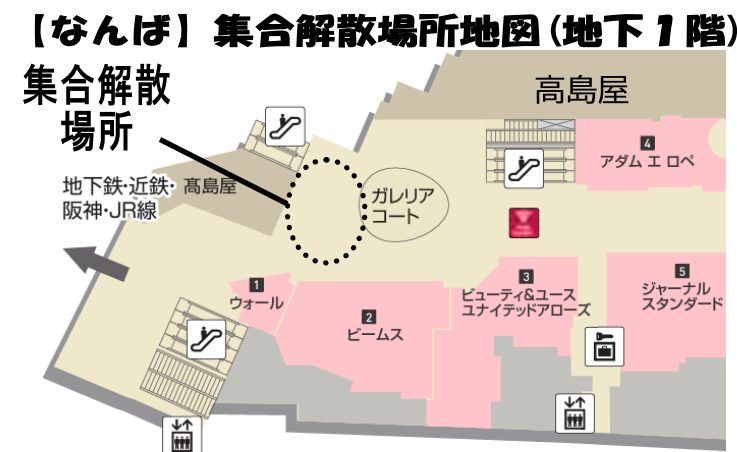 【なんば】集合解散場所地図(地下1階)
集合解散
場所
高島屋
4
アダム エ ロペ
地下鉄・近鉄・
阪神・JR線
髙島屋
ガレリア
コート
1
ウォール
2
ビームス
3
ビューティ&ユース
ユナイテッドアローズ
5
ジャーナル
スタンダード